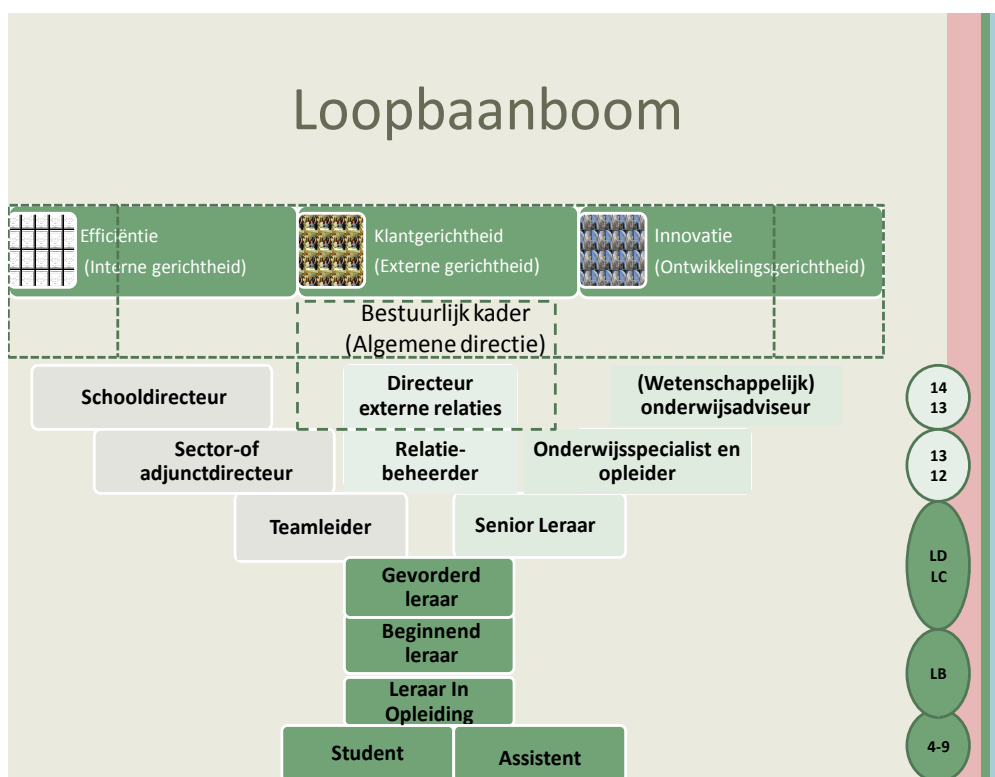 Loopbaanboom
Efficiëntie
(Interne gerichtheid)
Klantgerichtheid
(Externe gerichtheid)
Innovatie
(Ontwikkelingsgerichtheid)
Bestuurlijk kader
(Algemene directie)
Schooldirecteur
Directeur
externe relaties
(Wetenschappelijk)
onderwijsadviseur
14
13
Sector-of
adjunctdirecteur
Relatie-
beheerder
Onderwijsspecialist en
opleider
13
12
Teamleider
Senior Leraar
LD
LC
Gevorderd
leraar
Beginnend
leraar
LB
Leraar In
Opleiding
Student
Assistent
4-9